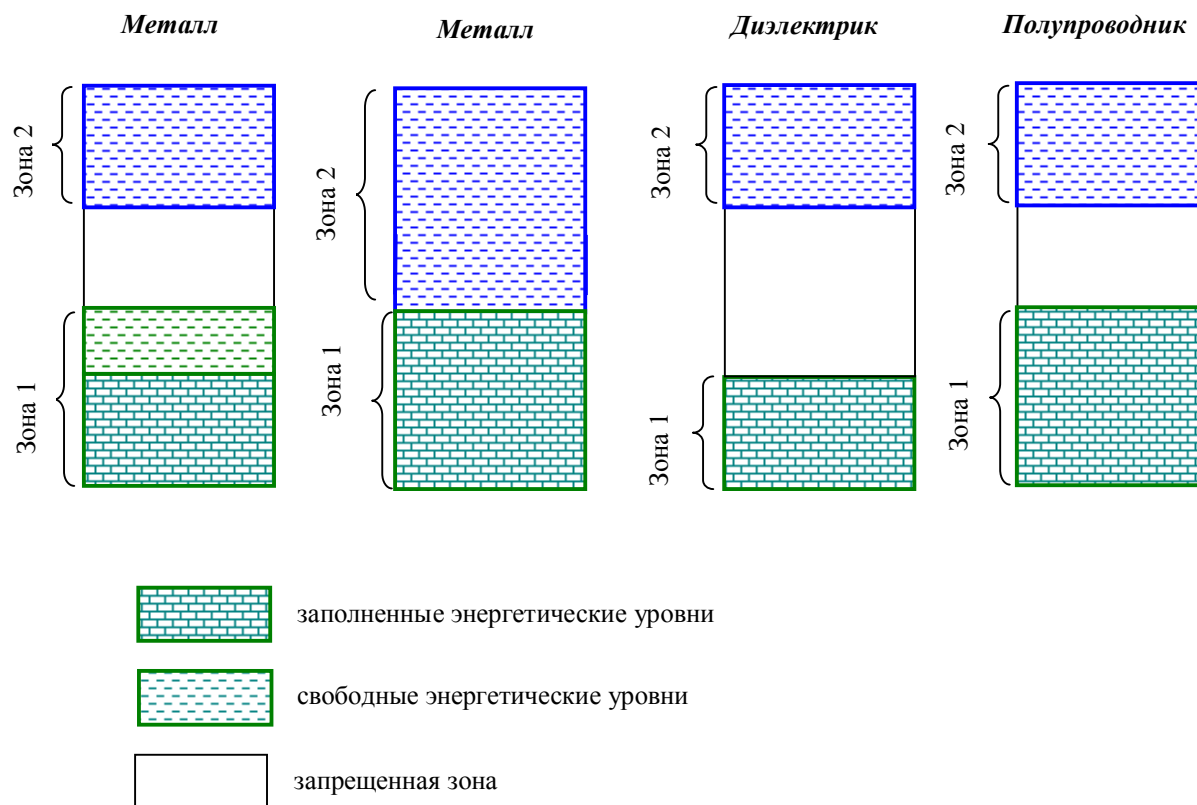 Металл
Металл
Диэлектрик
Полупроводник
Зона 2
Зона 2
Зона 2
Зона 2
Зона 1
Зона 1
Зона 1
Зона 1
заполненные энергетические уровни
свободные энергетические уровни
запрещенная зона